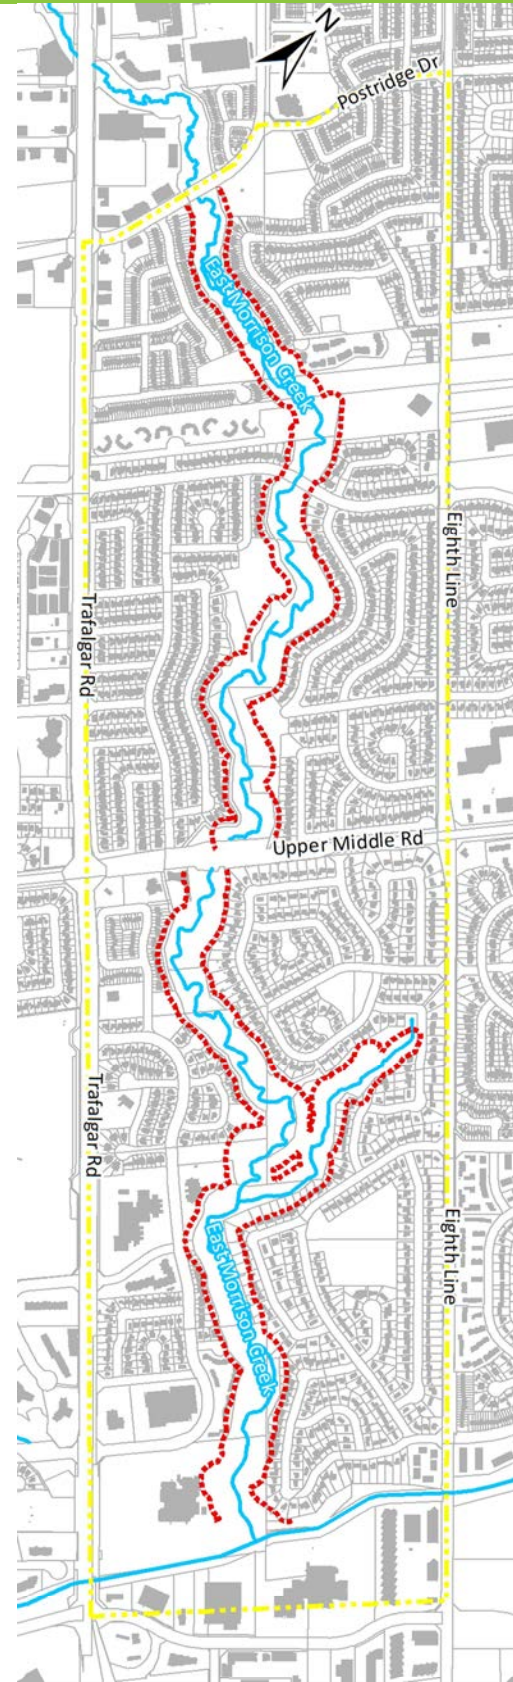 N
Postridge Dr
East Morrison Creek
Eighth Line
Trafalgar Rd
Upper Middle Rd
Trafalgar Rd
Eighth Line
East Morrison Creek